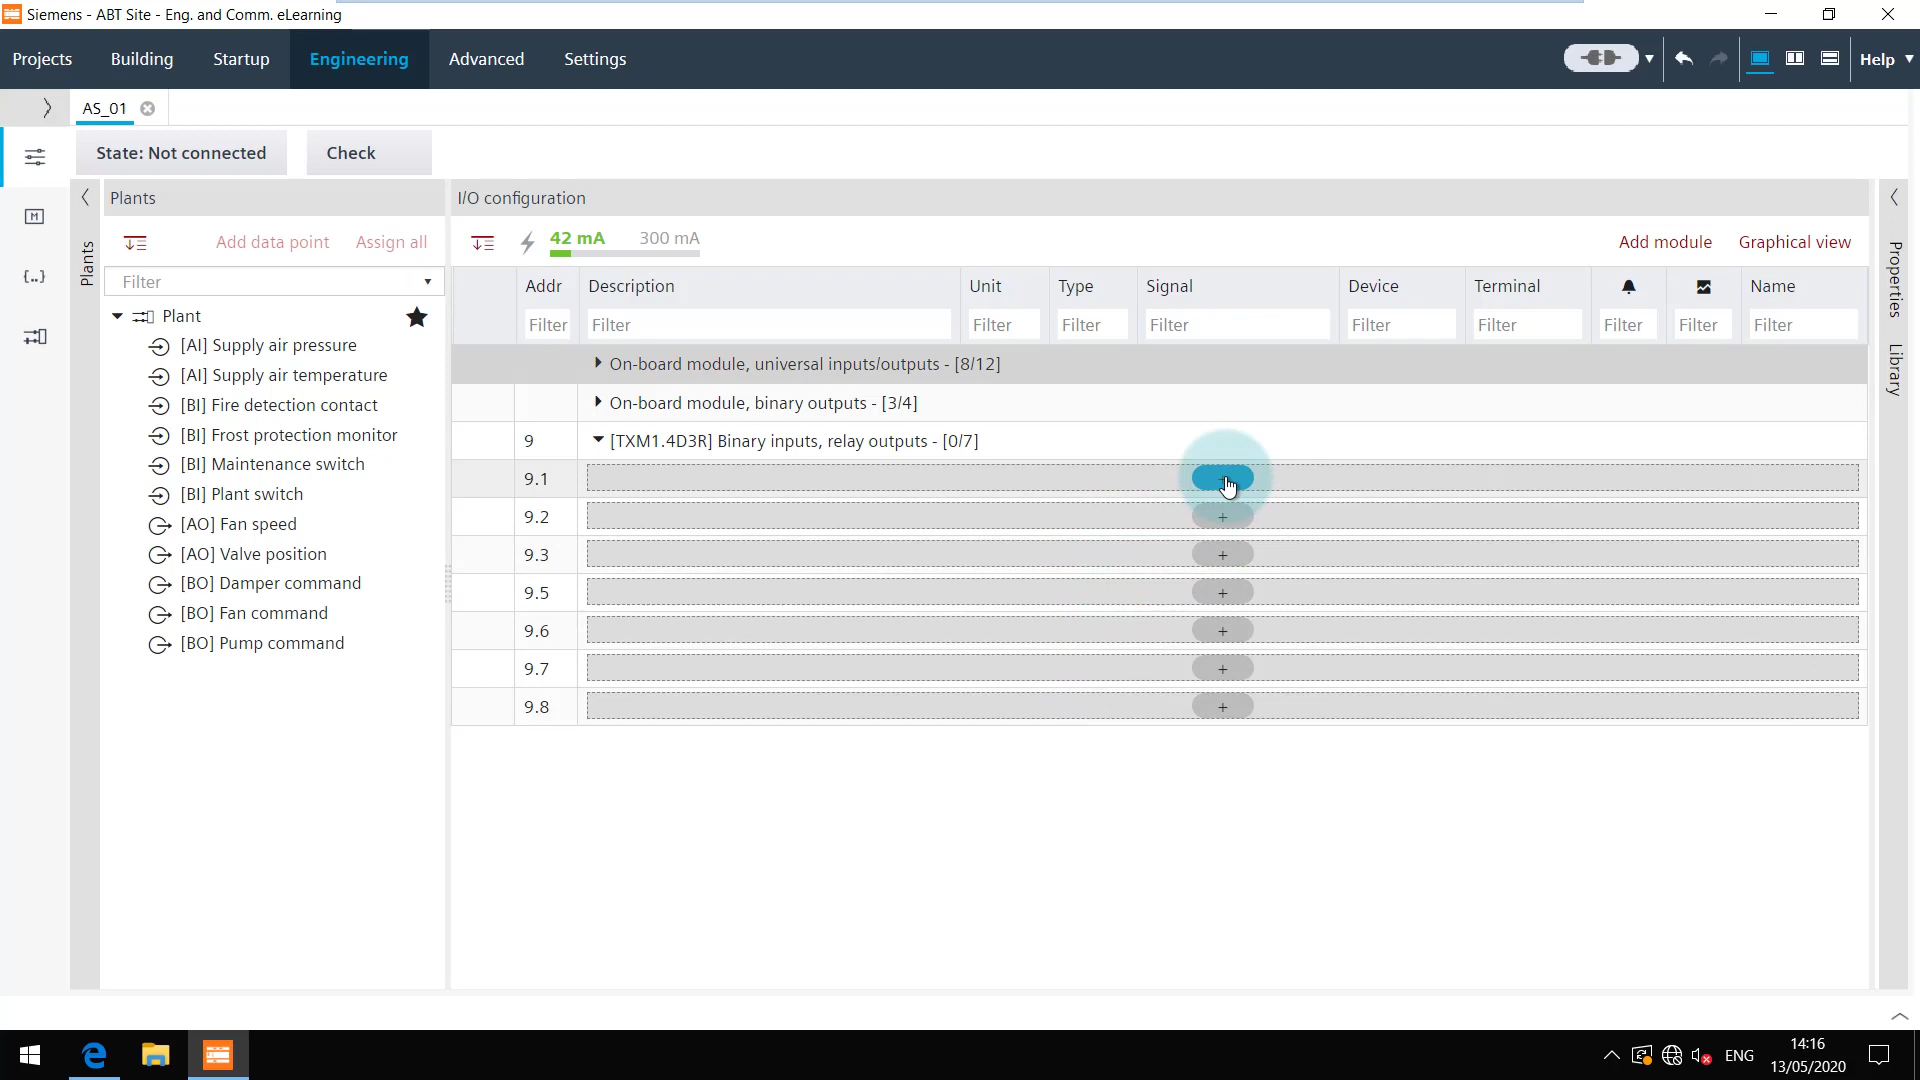 Siemens - ABT Site - Eng. and Comm. eLearning
Projects Building Startup Engineering Advanced Settings Help
AS_01
State: Not connected Check
Plants I/O configuration
Add data point Assign all 42 mA 300 mA Add module Graphical view
Plants
Properties
Library
Filter
Addr Description Unit Type Signal Device Terminal Name
Filter Filter Filter Filter Filter Filter Filter Filter Filter Filter
Plant
[AI] Supply air pressure
[AI] Supply air temperature
[BI] Fire detection contact
[BI] Frost protection monitor
[BI] Maintenance switch
[BI] Plant switch
[AO] Fan speed
[AO] Valve position
[BO] Damper command
[BO] Fan command
[BO] Pump command
On-board module, universal inputs/outputs - [8/12]
On-board module, binary outputs - [3/4]
9 [TXM1.4D3R] Binary inputs, relay outputs - [0/7]
9.1
9.2 +
9.3 +
9.5 +
9.6 +
9.7 +
9.8 +
M
{..}
ENG
14:16
13/05/2020